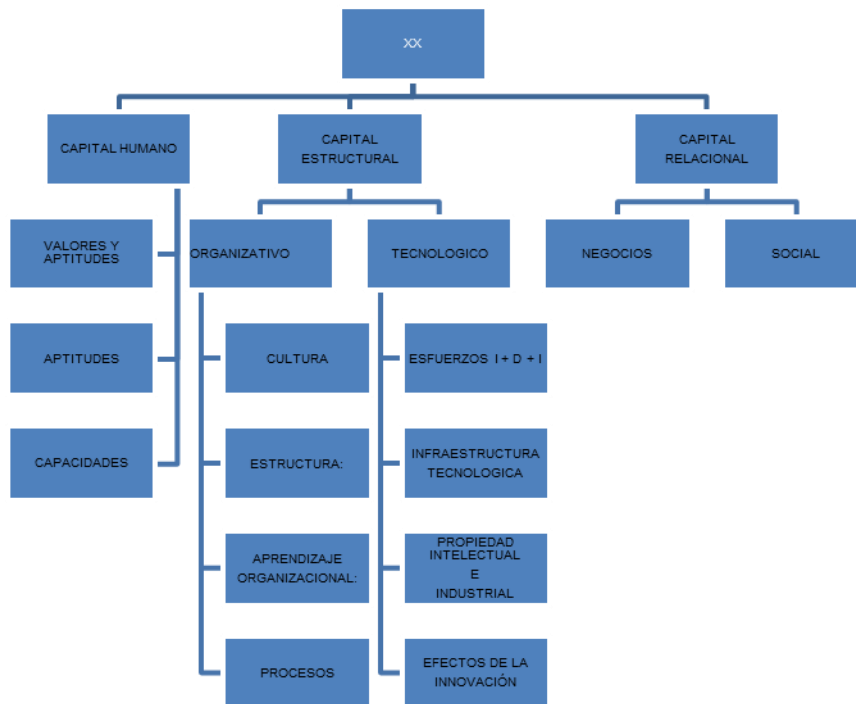 XX
CAPITAL HUMANO
CAPITAL
ESTRUCTURAL
CAPITAL
RELACIONAL
VALORES Y
APTITUDES
ORGANIZATIVO
TECNOLOGICO
NEGOCIOS
SOCIAL
APTITUDES
CULTURA
ESFUERZOS I + D + I
CAPACIDADES
ESTRUCTURA:
INFRAESTRUCTURA
TECNOLOGICA
APRENDIZAJE
ORGANIZACIONAL:
PROPIEDAD
INTELECTUAL
E
INDUSTRIAL
PROCESOS
EFECTOS DE LA
INNOVACIÓN